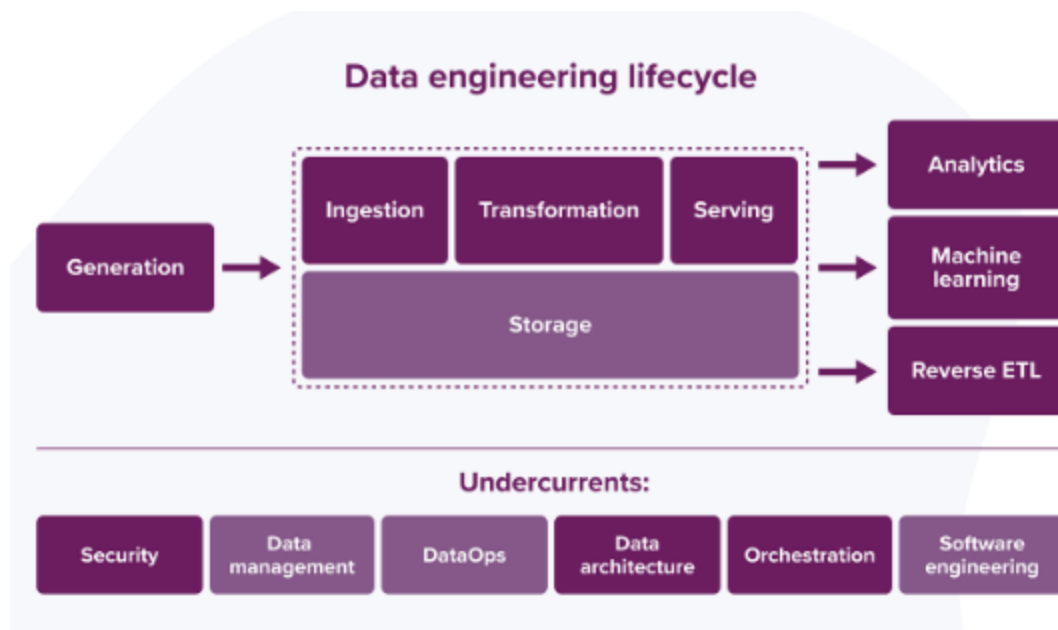 Data engineering lifecycle
Generation
Ingestion
Transformation
Serving
Storage
Analytics
Machine
learning
Reverse ETL
Undercurrents:
Security
Data
management
DataOps
Data
architecture
Orchestration
Software
engineering